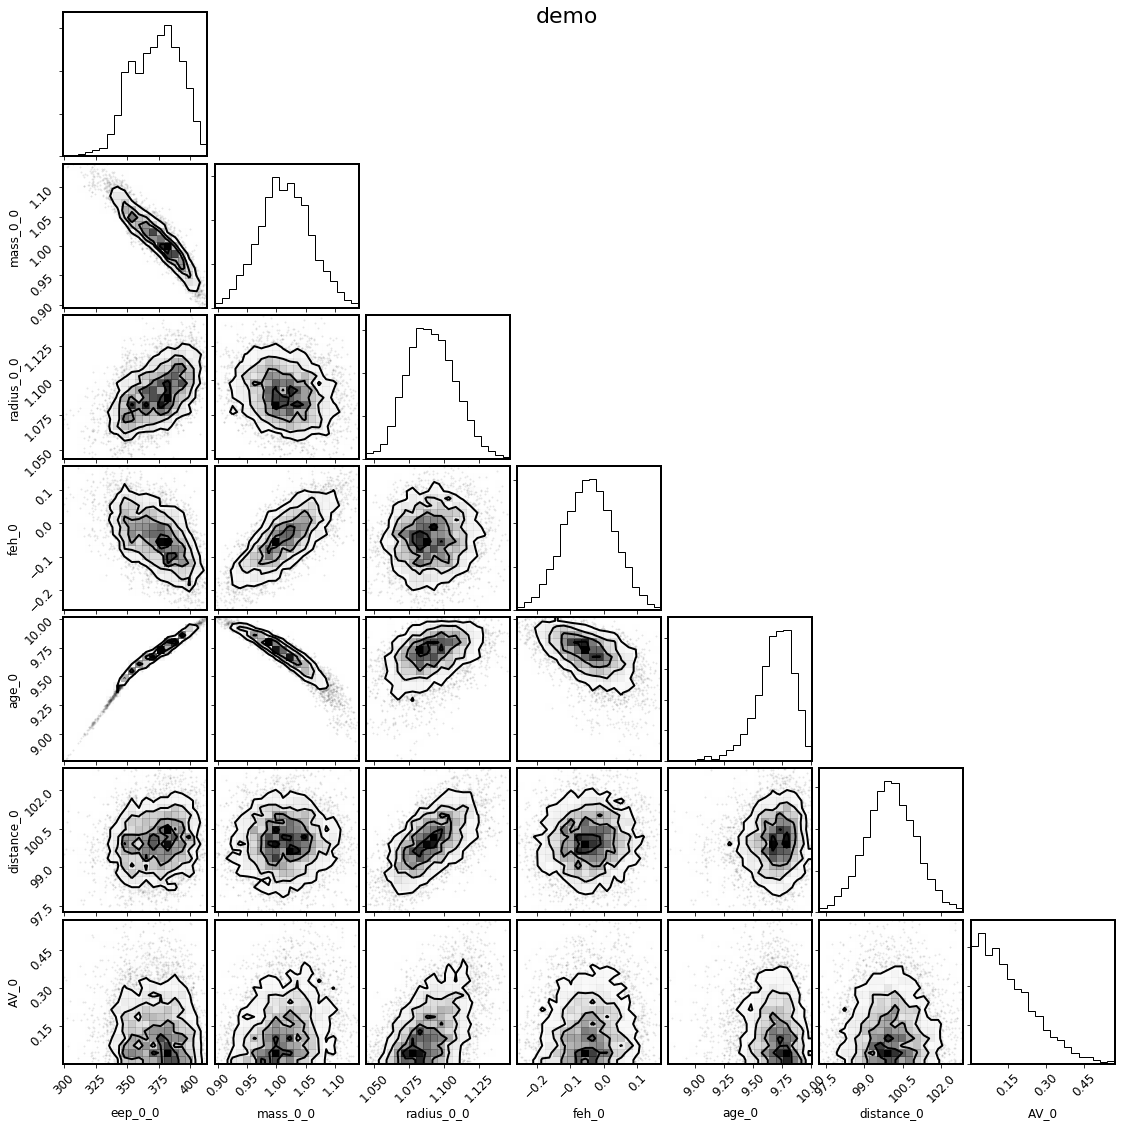 demo
mass_0_0
1.10
1.05
1.00
0.95
0.90
radius_0_0
1.125
1.100
1.075
1.050
feh_0
0.1
0.0
−0.1
−0.2
age_0
10.00
9.75
9.50
9.25
9.00
distance_0
102.0
100.5
99.0
97.5
AV_0
0.45
0.30
0.15
300 325 350 375 400
0.90 0.95 1.00 1.05 1.10
1.050 1.075 1.100 1.125
−0.2 −0.1 0.0 0.1
9.00 9.25 9.50 9.75 10.00
97.5 99.0 100.5 102.0
0.15 0.30 0.45
eep_0_0 mass_0_0 radius_0_0 feh_0 age_0 distance_0 AV_0